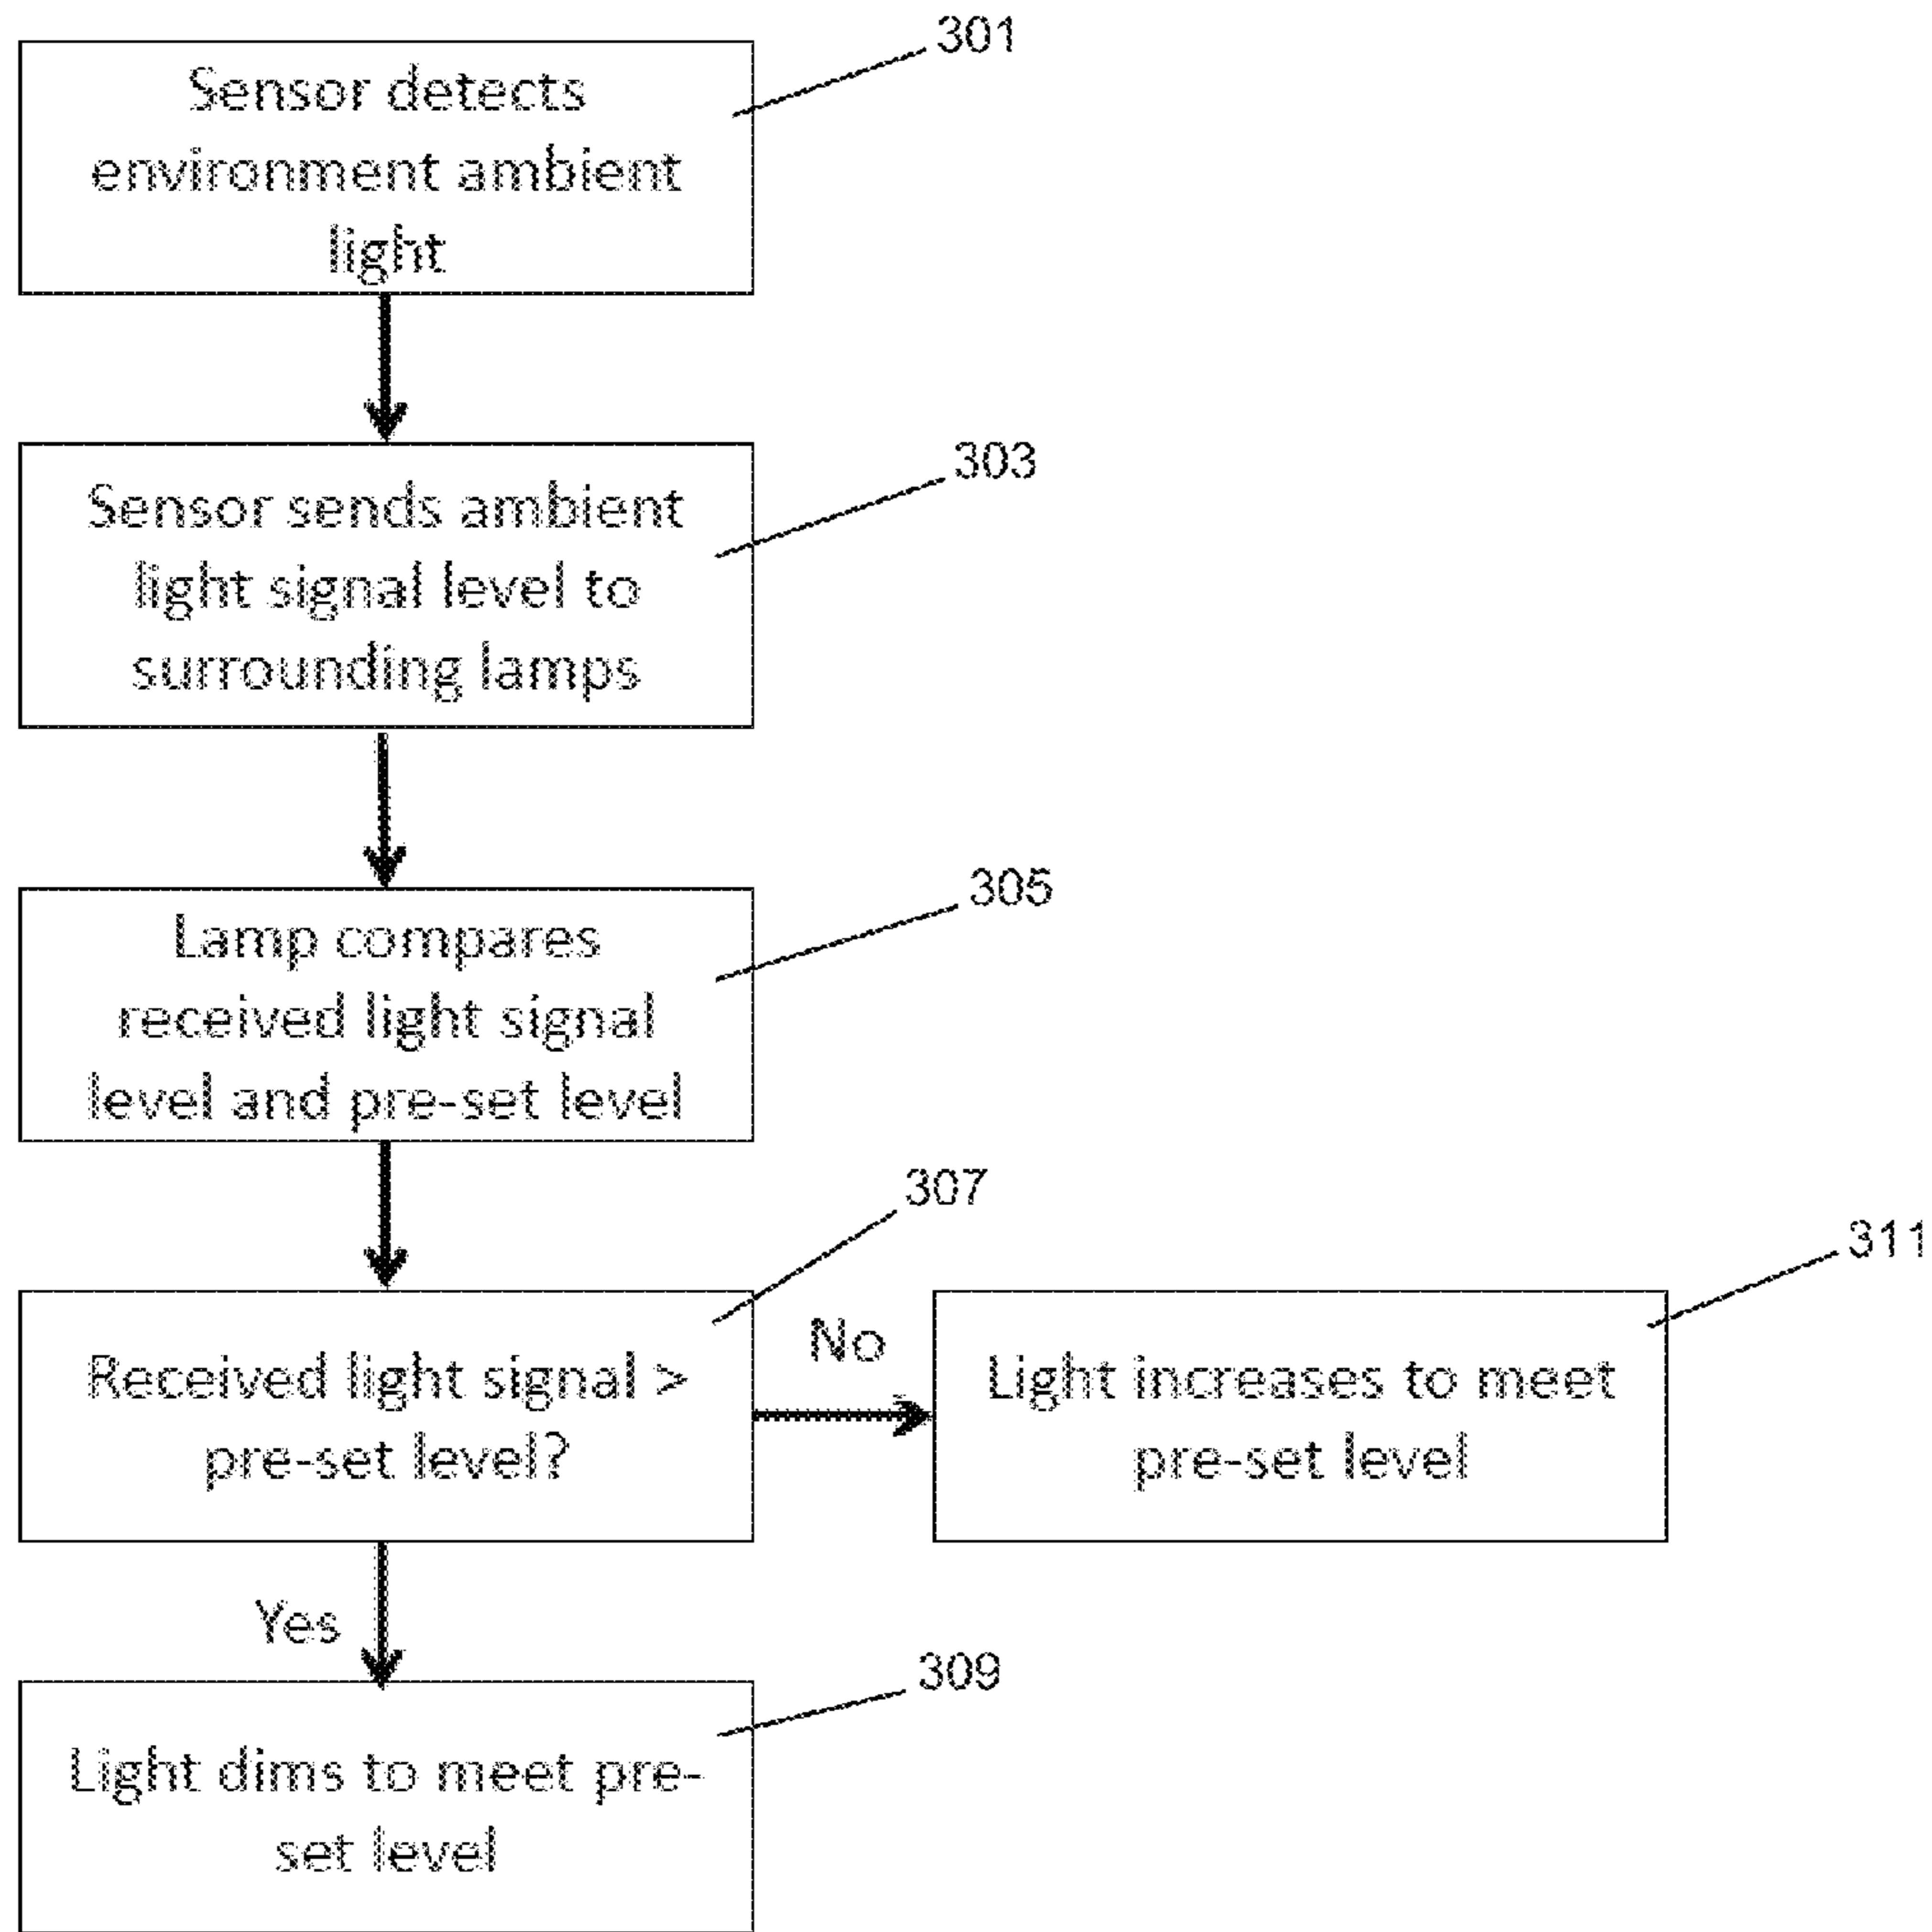 301
Sensor detects
environment ambient
light
303
Sensor sends ambient
light signal level to
surrounding lamps
305
Lamp compares
received light signal
level and pre-set level
307
Received light signal >
pre-set level?
No
311
Light increases to meet
pre-set level
Yes
309
Light dims to meet pre-
set level